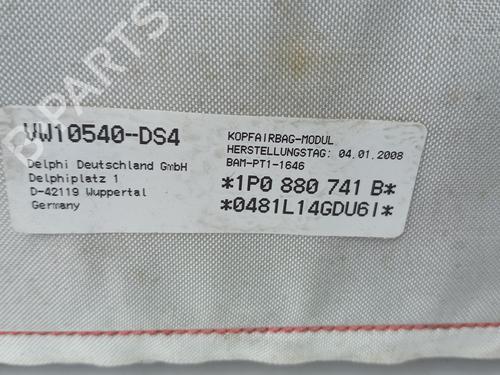 B-PARTS
VW10540--DS4
Delphi Deutschland GmbH
Delphiplatz 1
D-42119 Wuppertal
Germany
KOPFAIRBAG-MODUL
HERSTELLUNGSTAG: 04.01.2008
BAM-PT1-1646
*1P0 880 741 B*
*0481L14GDU6I*